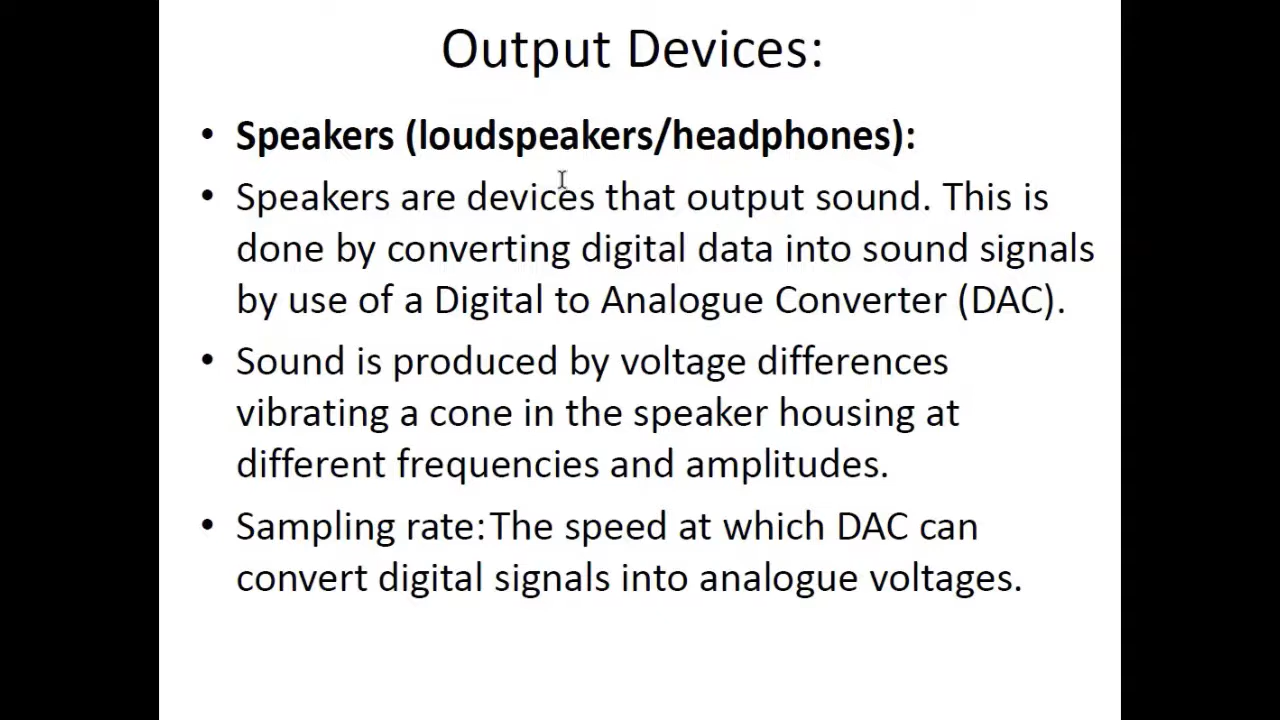 Output Devices:
• Speakers (loudspeakers/headphones):
• Speakers are devices that output sound. This is
done by converting digital data into sound signals
by use of a Digital to Analogue Converter (DAC).
• Sound is produced by voltage differences
vibrating a cone in the speaker housing at
different frequencies and amplitudes.
• Sampling rate: The speed at which DAC can
convert digital signals into analogue voltages.